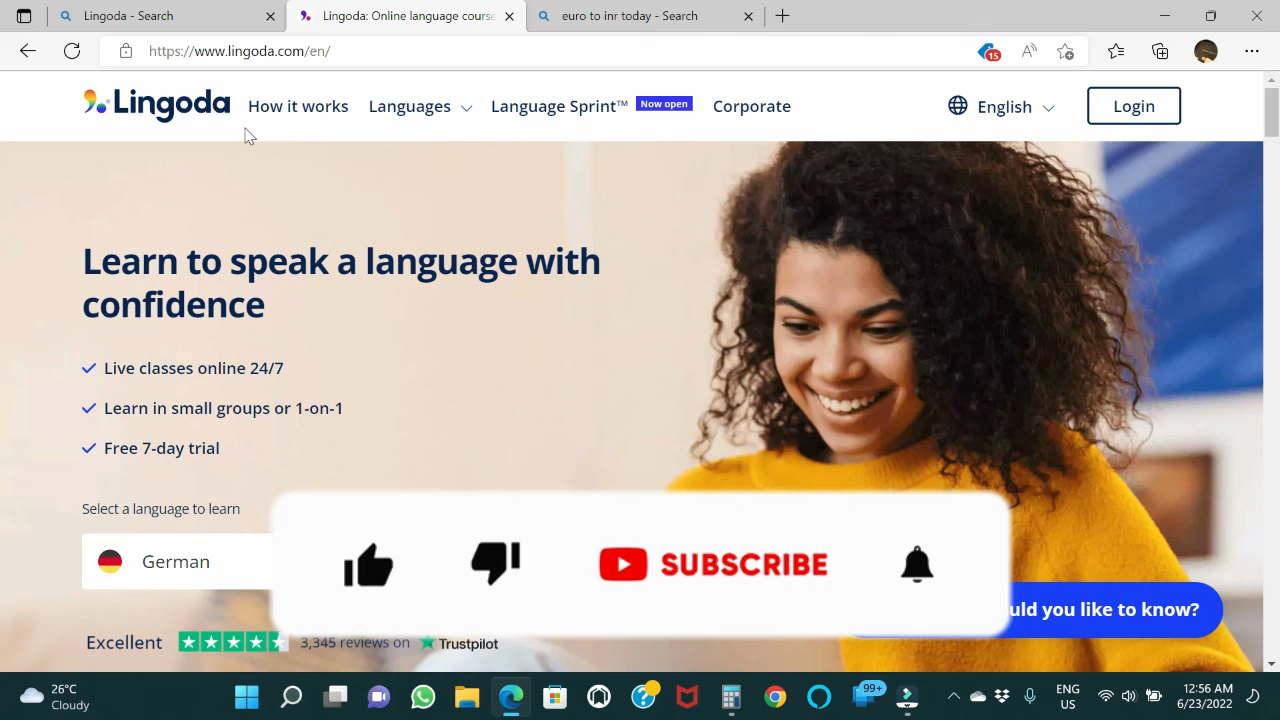 Lingoda - Search
Lingoda: Online language course
euro to inr today - Search
https://www.lingoda.com/en/
15
Lingoda
How it works
Languages
Language Sprint™
Now open
Corporate
English
Login
Learn to speak a language with
confidence
Live classes online 24/7
Learn in small groups or 1-on-1
Free 7-day trial
Select a language to learn
German
SUBSCRIBE
uld you like to know?
Excellent
3,345 reviews on
Trustpilot
26°C
Cloudy
99+
ENG
US
12:56 AM
6/23/2022